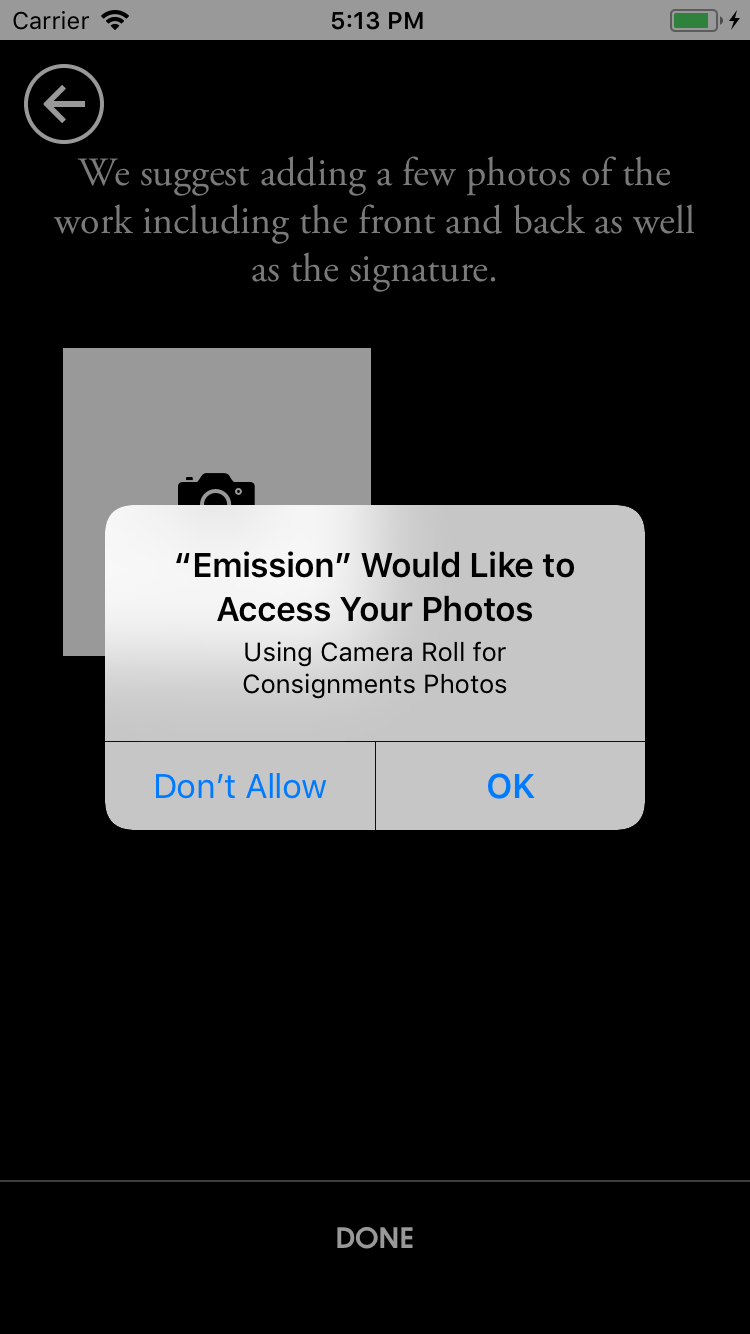 Carrier 5:13 PM
We suggest adding a few photos of the
work including the front and back as well
as the signature.
“Emission” Would Like to
Access Your Photos
Using Camera Roll for
Consignments Photos
Don’t Allow OK
DONE